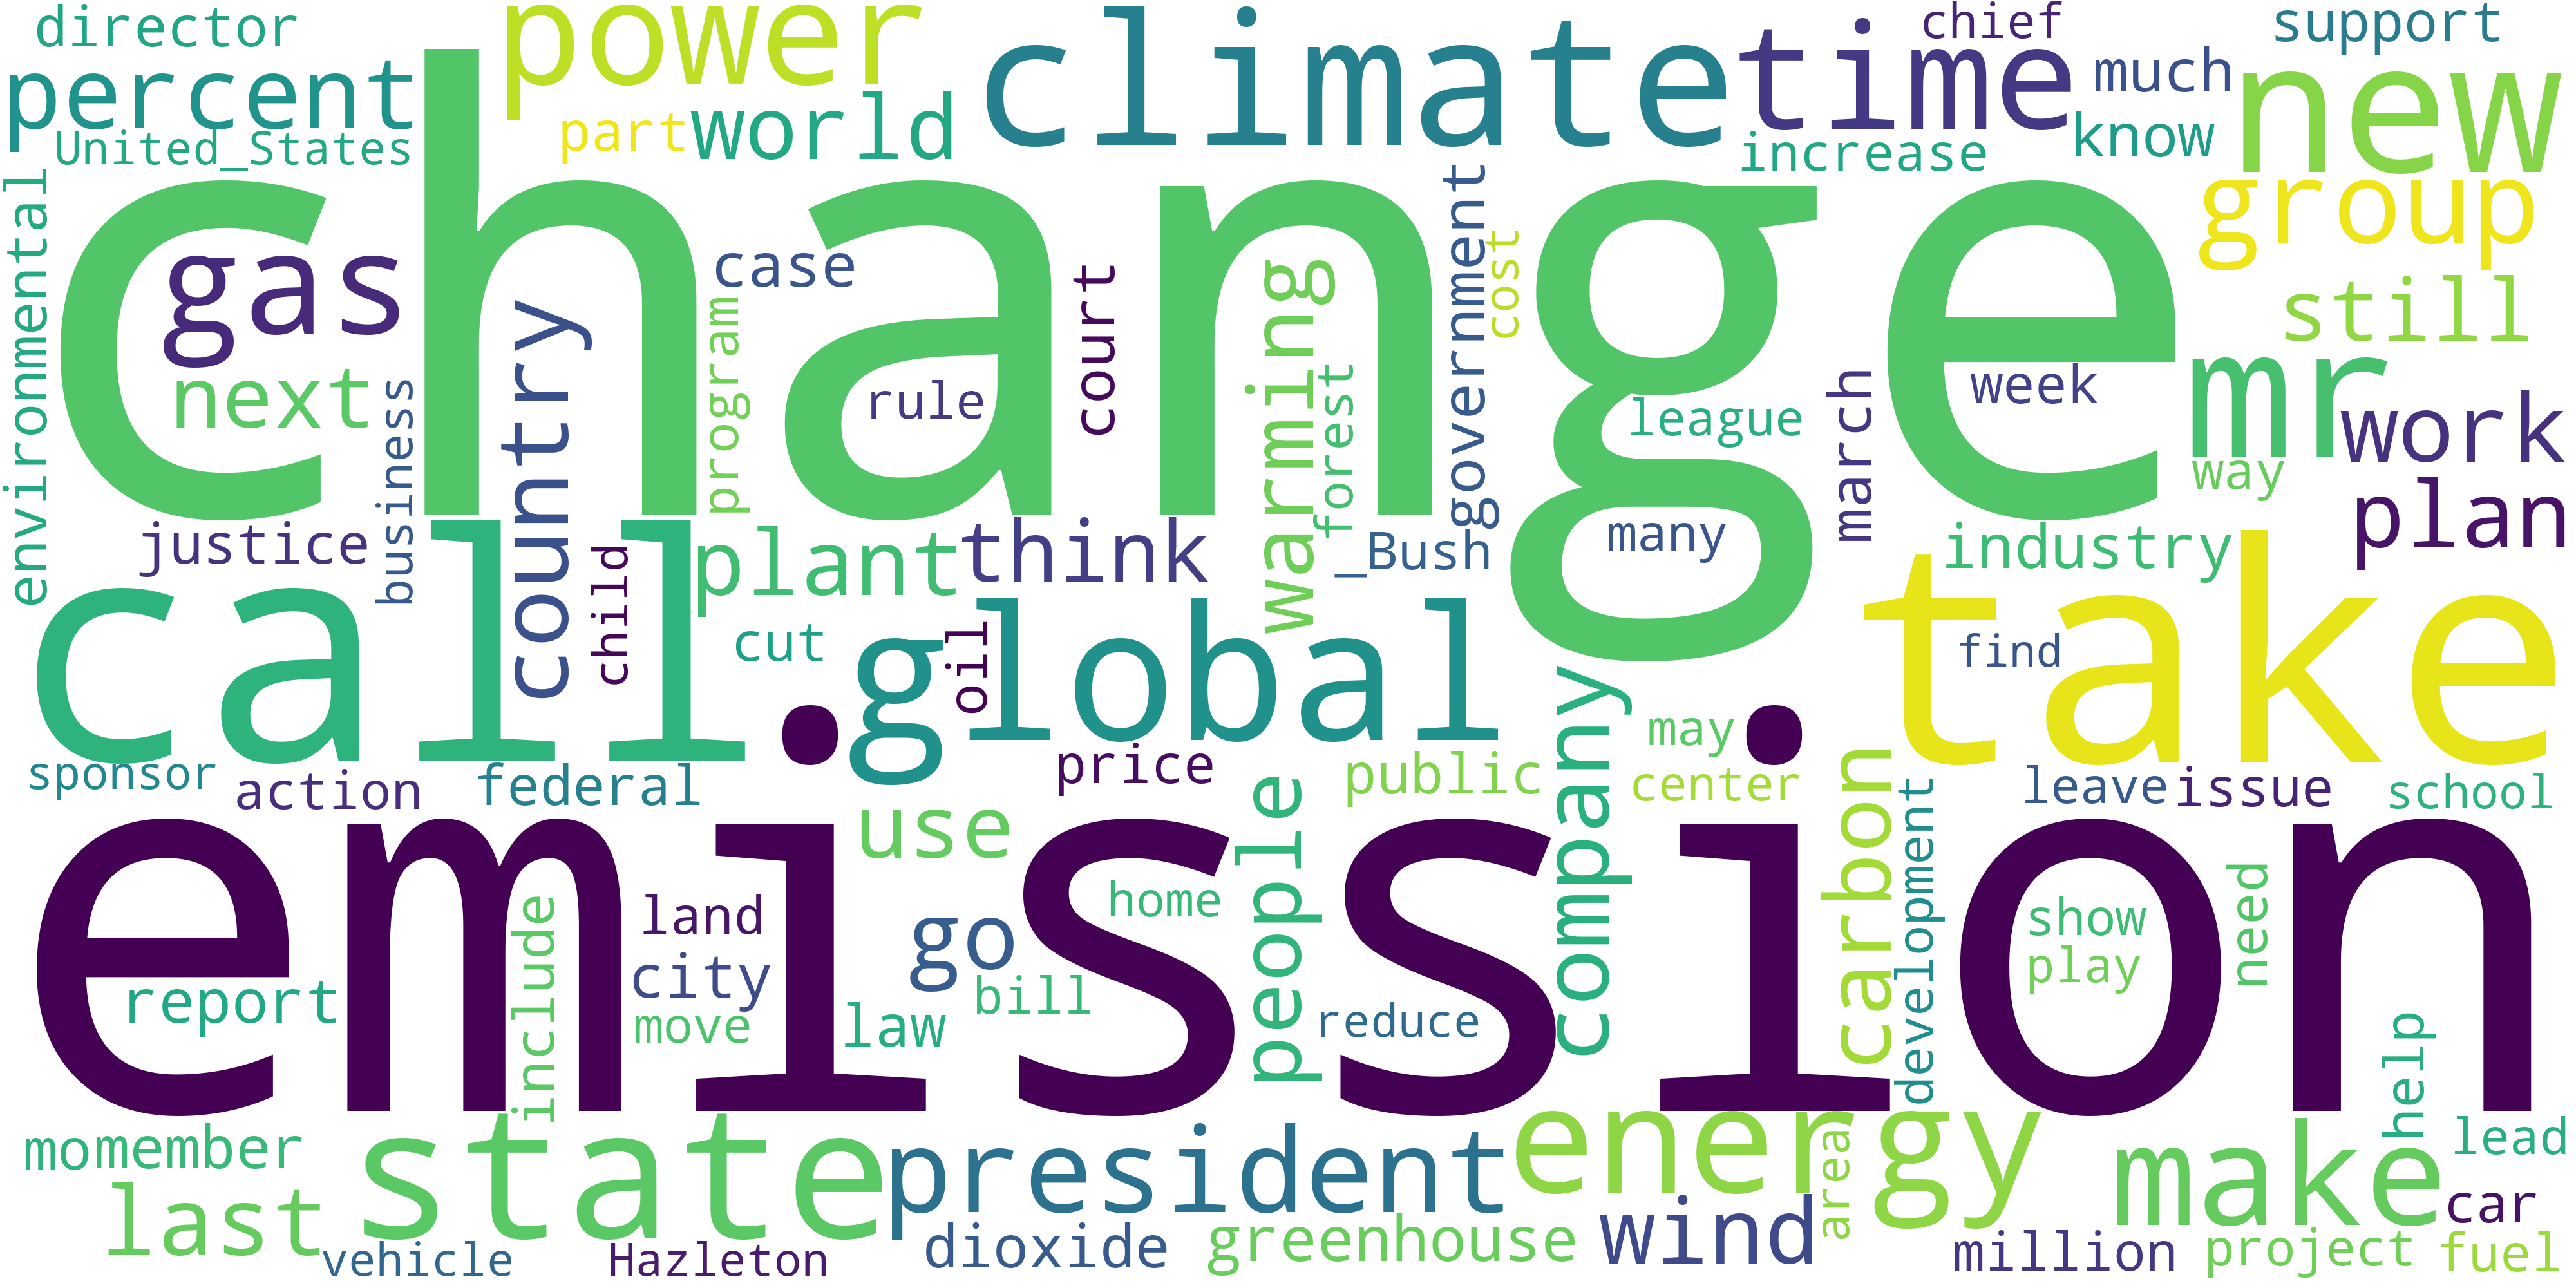 director
power
climate
time
chief
support
percent
part
world
much
new
United_States
increase
know
change
environmental
gas
case
country
program
court
warming
government
cost
forest
group
still
next
business
rule
league
march
week
mr
work
way
plan
justice
child
plant
think
_Bush
many
industry
call
cut
oil
global
take
find
company
may
sponsor
action
federal
price
public
center
carbon
development
leave
issue
school
emission
use
people
home
land
city
include
go
show
play
need
report
move
law
bill
reduce
help
mo
member
state
president
energy
area
make
lead
last
car
vehicle
Hazleton
dioxide
greenhouse
wind
million
project
fuel